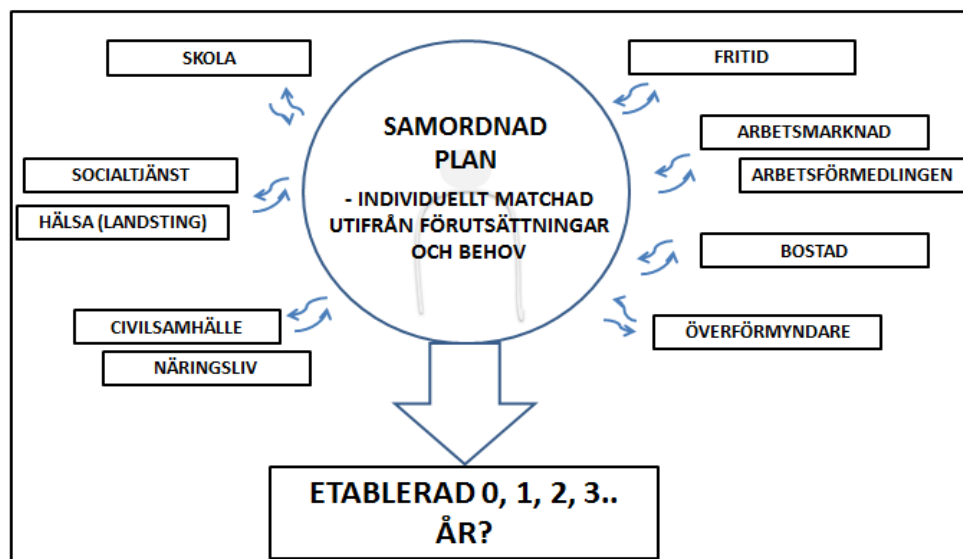 SKOLA
FRITID
SAMORDNAD
PLAN
- INDIVIDUELLT MATCHAD
UTIFRÅN FÖRUTSÄTTNINGAR
OCH BEHOV
ARBETSMARKNAD
ARBETSFÖRMEDLINGEN
SOCIALTJÄNST
HÄLSA (LANDSTING)
BOSTAD
CIVILSAMHÄLLE
NÄRINGSLIV
ÖVERFÖRMYNDARE
ETABLERAD 0, 1, 2, 3..
ÅR?